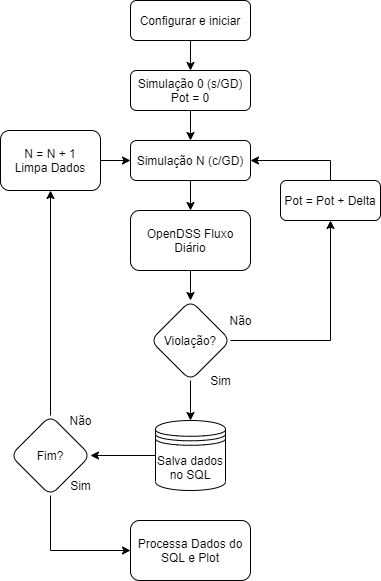 Configurar e iniciar
Simulação 0 (s/GD)
Pot = 0
N = N + 1
Limpa Dados
Simulação N (c/GD)
Pot = Pot + Delta
OpenDSS Fluxo
Diário
Violação?
Não
Sim
Não
Fim?
Sim
Salva dados
no SQL
Processa Dados do
SQL e Plot